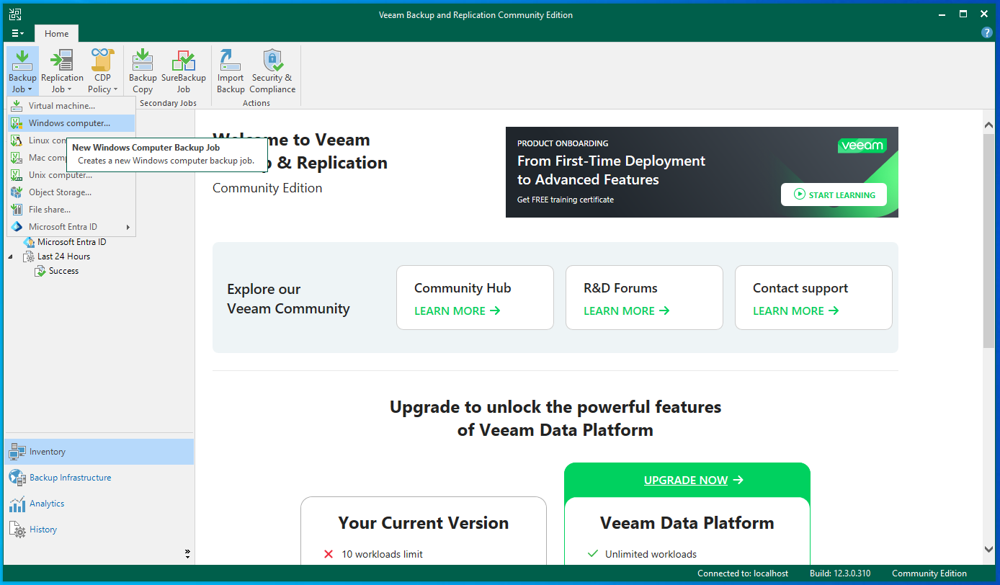 Veeam Backup and Replication Community Edition
Home
?
Backup Job
Replication Job
CDP Policy
Backup Copy
SureBackup Job
Import Backup
Security & Compliance
Secondary Jobs
Actions
Virtual machine...
Windows computer...
Linux com
Mac comp
Unix computer...
Object Storage...
File share...
Microsoft Entra ID
New Windows Computer Backup Job
Creates a new Windows computer backup job.
Microsoft Entra ID
Last 24 Hours
Success
Inventory
Backup Infrastructure
Analytics
History
Welcome to Veeam
& Replication
Community Edition
PRODUCT ONBOARDING
From First-Time Deployment
to Advanced Features
Get FREE training certificate
veeam
START LEARNING
Explore our
Veeam Community
Community Hub
LEARN MORE →
R&D Forums
LEARN MORE →
Contact support
LEARN MORE →
Upgrade to unlock the powerful features
of Veeam Data Platform
UPGRADE NOW →
Your Current Version
10 workloads limit
Veeam Data Platform
Unlimited workloads
Connected to: localhost
Build: 12.3.0.310
Community Edition